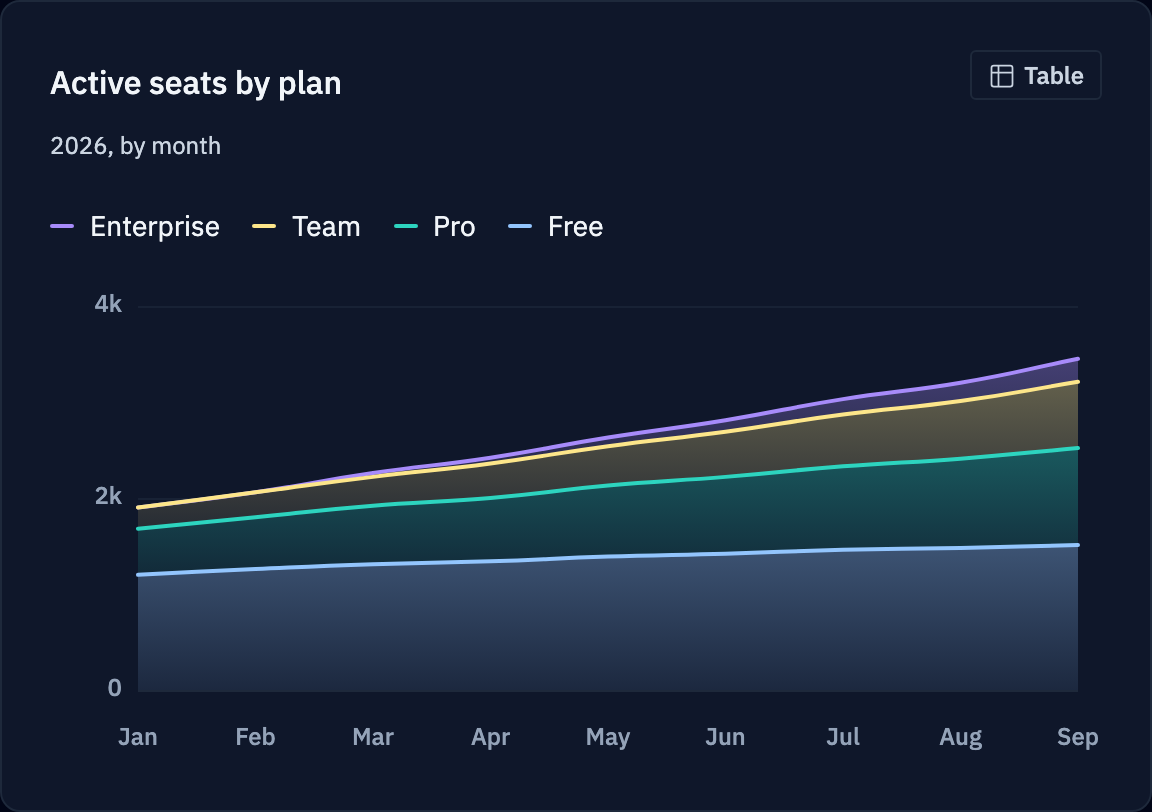 Active seats by plan
Table
2026, by month
Enterprise Team Pro Free
4k
2k
0
Jan Feb Mar Apr May Jun Jul Aug Sep